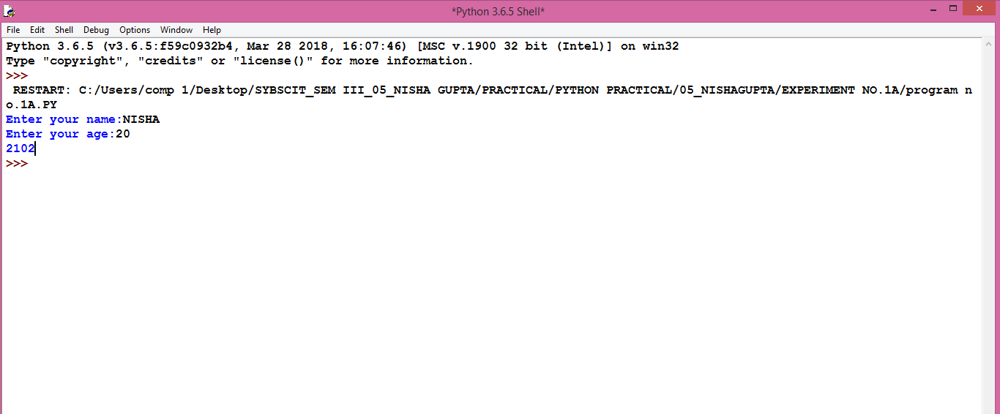 *Python 3.6.5 Shell*
File Edit Shell Debug Options Window Help
Python 3.6.5 (v3.6.5:f59c0932b4, Mar 28 2018, 16:07:46) [MSC v.1900 32 bit (Intel)] on win32
Type "copyright", "credits" or "license()" for more information.
>>>
 RESTART: C:/Users/comp 1/Desktop/SYBSCIT_SEM III_05_NISHA GUPTA/PRACTICAL/PYTHON PRACTICAL/05_NISHAGUPTA/EXPERIMENT NO.1A/program n
o.1A.PY
Enter your name:NISHA
Enter your age:20
2102
>>>